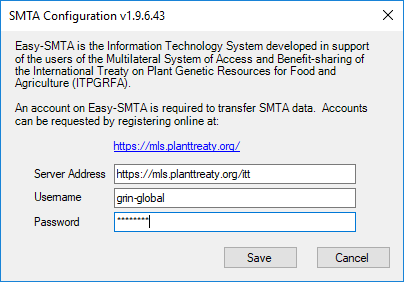 SMTA Configuration v1.9.6.43
Easy-SMTA is the Information Technology System developed in support
of the users of the Multilateral System of Access and Benefit-sharing of
the International Treaty on Plant Genetic Resources for Food and
Agriculture (ITPGRFA).
An account on Easy-SMTA is required to transfer SMTA data.  Accounts
can be requested by registering online at:
https://mls.planttreaty.org/
Server Address https://mls.planttreaty.org/itt
Username grin-global
Password ********
Save Cancel